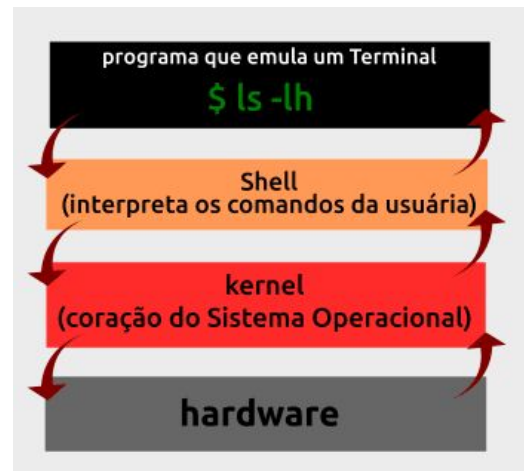 programa que emula um Terminal
$ ls -lh
Shell
(interpreta os comandos da usuária)
kernel
(coração do Sistema Operacional)
hardware